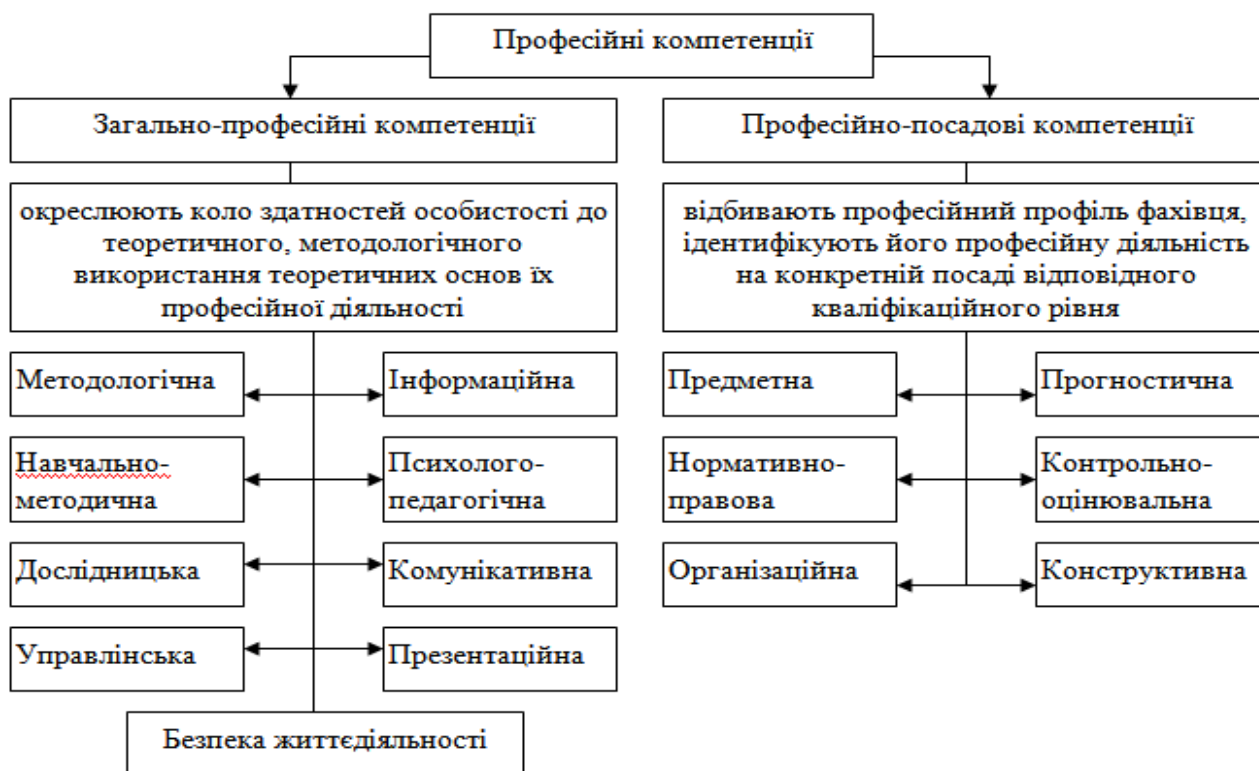 Професійні компетенції
Загально-професійні компетенції
Професійно-посадові компетенції
окреслюють коло здатностей особистості до
теоретичного, методологічного
використання теоретичних основ їх
професійної діяльності
відбивають професійний профіль фахівця,
ідентифікують його професійну діяльність
на конкретній посаді відповідного
кваліфікаційного рівня
Методологічна
Інформаційна
Предметна
Прогностична
Навчально-
методична
Психолого-
педагогічна
Нормативно-
правова
Контрольно-
оцінювальна
Дослідницька
Комунікативна
Організаційна
Конструктивна
Управлінська
Презентаційна
Безпека життєдіяльності